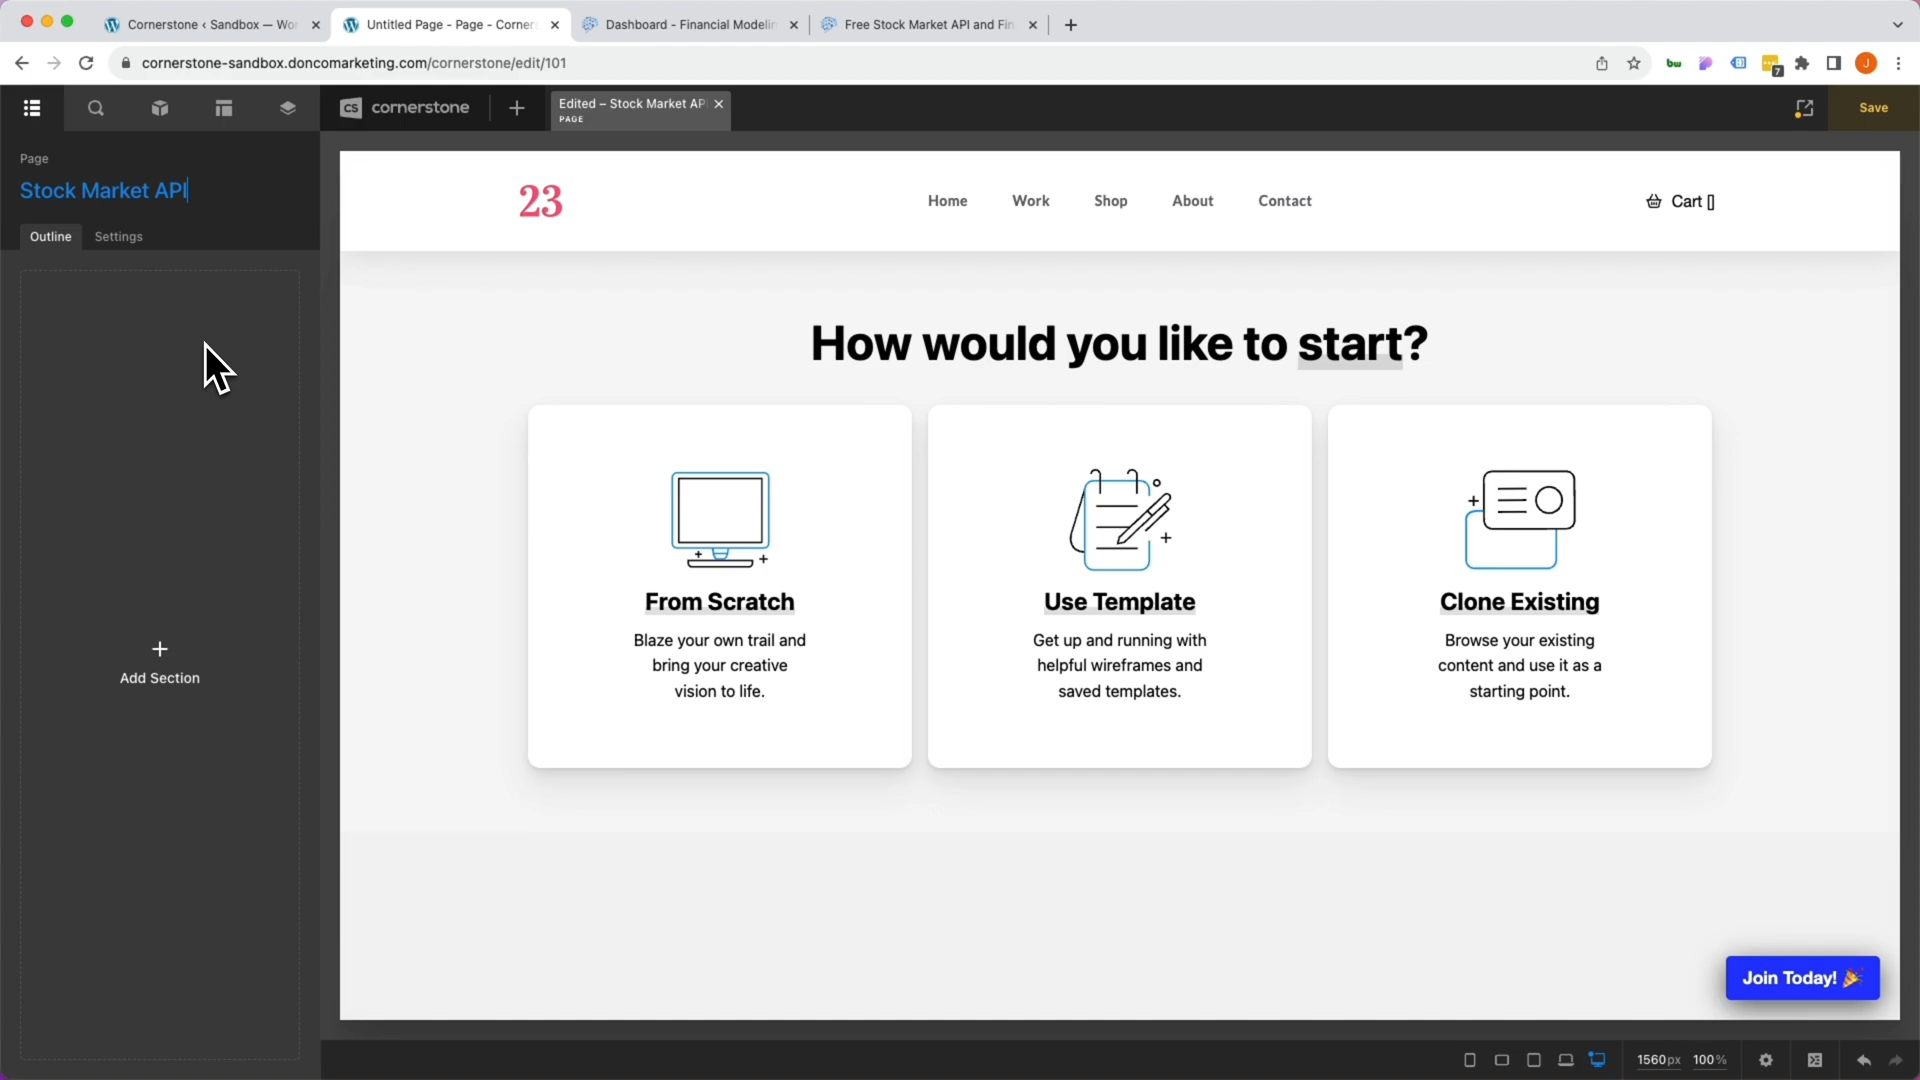 Cornerstone ‹ Sandbox — Wo
Untitled Page - Page - Corner
Dashboard - Financial Modelin
Free Stock Market API and Fin
cornerstone-sandbox.doncomarketing.com/cornerstone/edit/101
bw
7
J
cs cornerstone
Edited – Stock Market AP
PAGE
Save
Page
Stock Market API
Outline
Settings
Add Section
23
Home
Work
Shop
About
Contact
Cart []
How would you like to start?
From Scratch
Blaze your own trail and
bring your creative
vision to life.
Use Template
Get up and running with
helpful wireframes and
saved templates.
Clone Existing
Browse your existing
content and use it as a
starting point.
Join Today! 🎉
1560px
100%